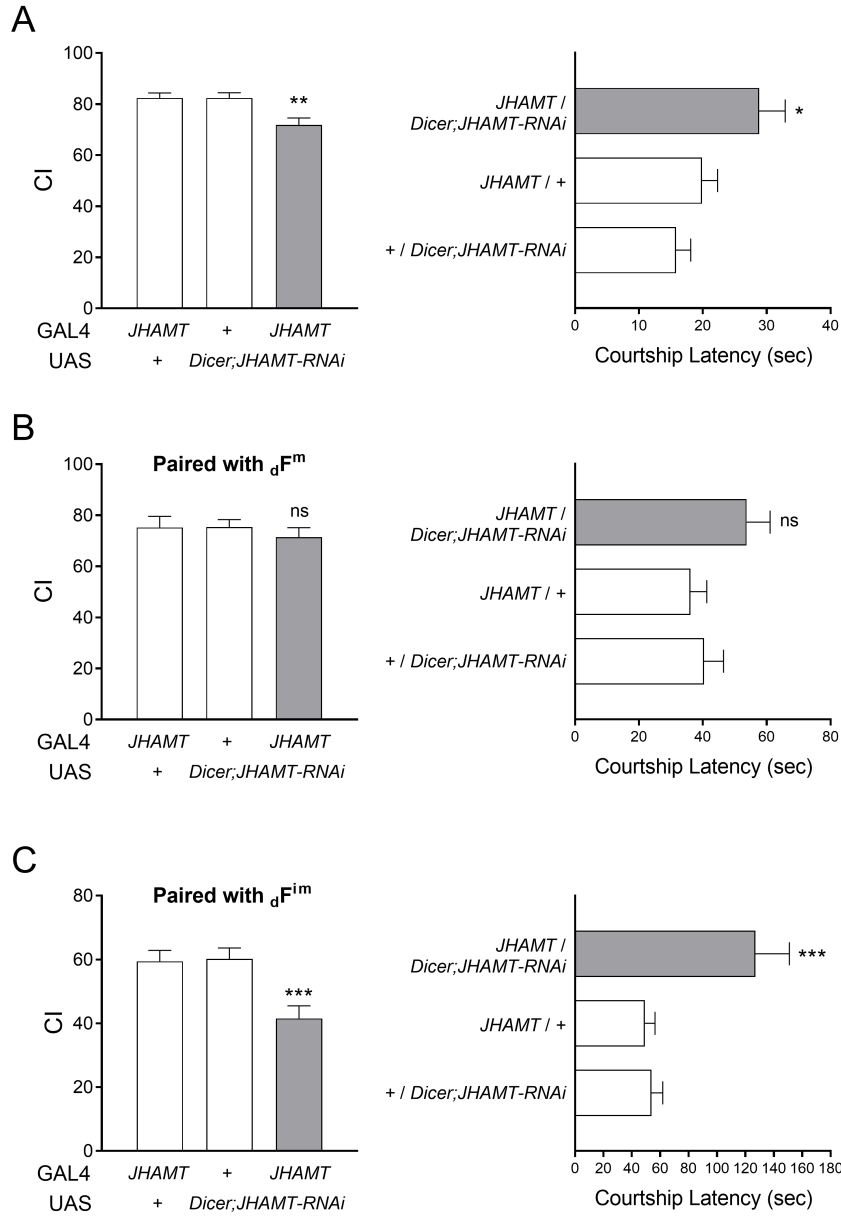 A
100
80
60
40
20
0
CI
**
GAL4 JHAMT + JHAMT
UAS + Dicer;JHAMT-RNAi
JHAMT /
Dicer;JHAMT-RNAi
*
JHAMT / +
+ / Dicer;JHAMT-RNAi
0 10 20 30 40
Courtship Latency (sec)
B
Paired with dFm
100
80
60
40
20
0
CI
ns
GAL4 JHAMT + JHAMT
UAS + Dicer;JHAMT-RNAi
JHAMT /
Dicer;JHAMT-RNAi
ns
JHAMT / +
+ / Dicer;JHAMT-RNAi
0 20 40 60 80
Courtship Latency (sec)
C
Paired with dFim
80
60
40
20
0
CI
***
GAL4 JHAMT + JHAMT
UAS + Dicer;JHAMT-RNAi
JHAMT /
Dicer;JHAMT-RNAi
***
JHAMT / +
+ / Dicer;JHAMT-RNAi
0 20 40 60 80 100 120 140 160 180
Courtship Latency (sec)